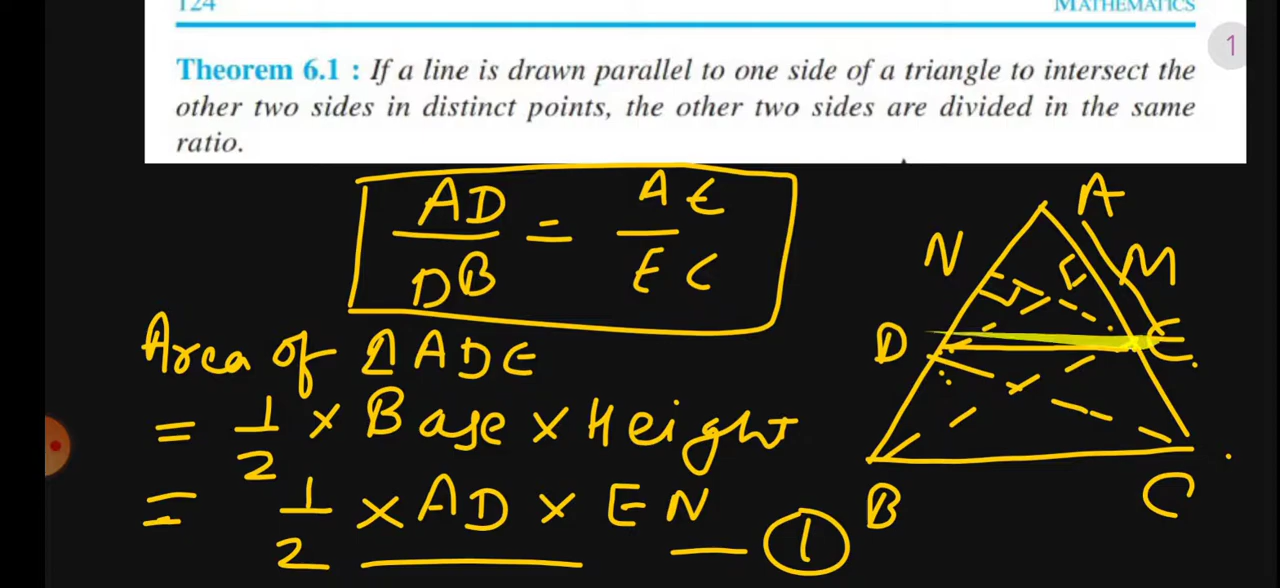 124 MATHEMATICS
1
Theorem 6.1 : If a line is drawn parallel to one side of a triangle to intersect the
other two sides in distinct points, the other two sides are divided in the same
ratio.
AD/DB = AE/EC
A
N M
D E
B C
Area of △ADE
= 1/2 × Base × Height
= 1/2 × AD × EN — ①